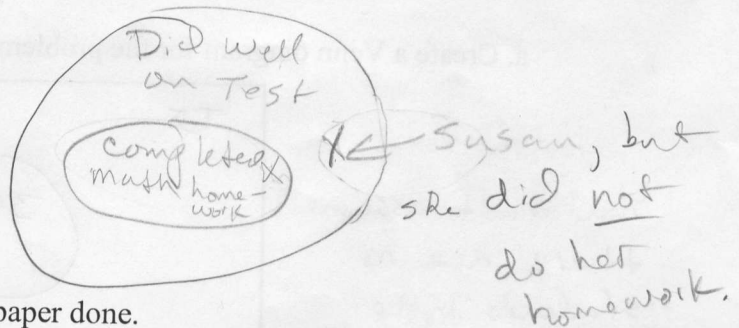 Did well
on Test
completed
math home-
work
X ← Susan, but
she did not
do her
homework.
paper done.